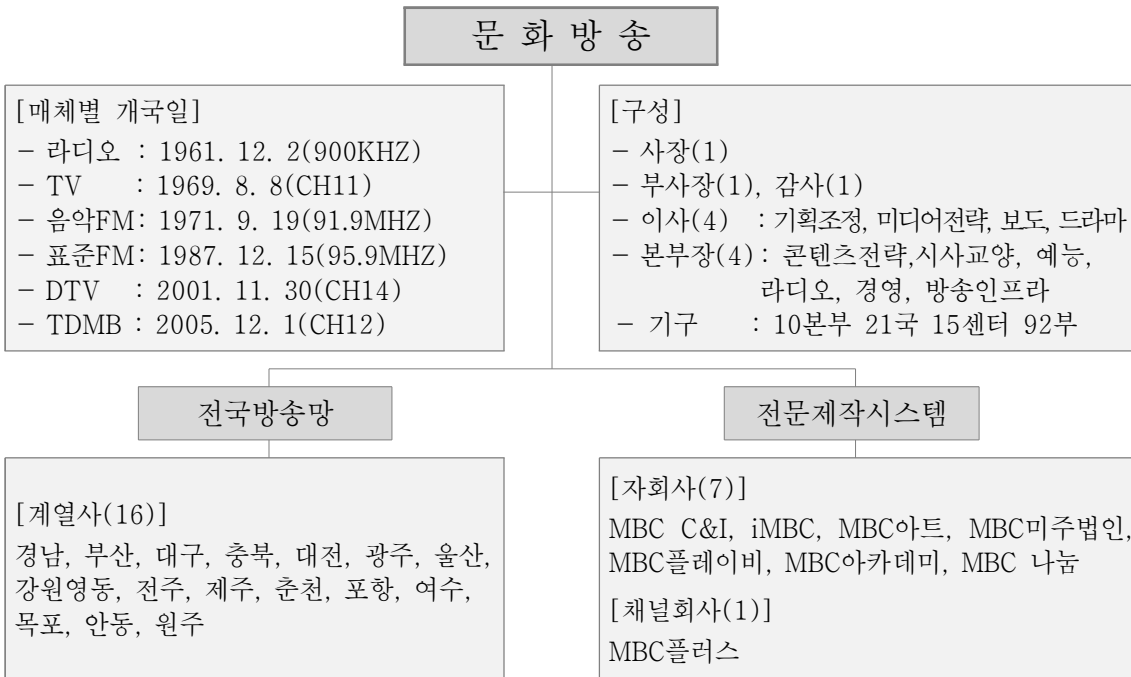 문 화 방 송
[매체별 개국일]
- 라디오 : 1961. 12. 2(900KHZ)
- TV : 1969. 8. 8(CH11)
- 음악FM: 1971. 9. 19(91.9MHZ)
- 표준FM: 1987. 12. 15(95.9MHZ)
- DTV : 2001. 11. 30(CH14)
- TDMB : 2005. 12. 1(CH12)
[구성]
- 사장(1)
- 부사장(1), 감사(1)
- 이사(4) : 기획조정, 미디어전략, 보도, 드라마
- 본부장(4): 콘텐츠전략,시사교양, 예능,
라디오, 경영, 방송인프라
- 기구 : 10본부 21국 15센터 92부
전국방송망
[계열사(16)]
경남, 부산, 대구, 충북, 대전, 광주, 울산,
강원영동, 전주, 제주, 춘천, 포항, 여수,
목포, 안동, 원주
전문제작시스템
[자회사(7)]
MBC C&I, iMBC, MBC아트, MBC미주법인,
MBC플레이비, MBC아카데미, MBC 나눔
[채널회사(1)]
MBC플러스